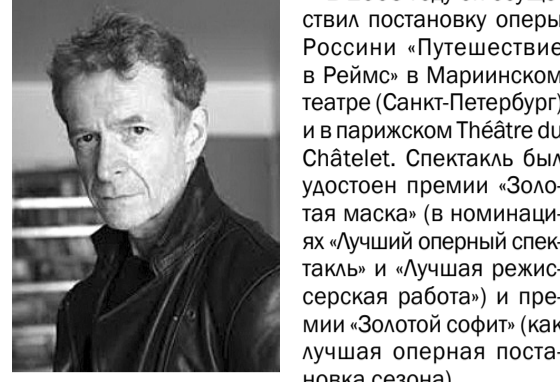 ствил постановку оперы
Россини «Путешествие
в Реймс» в Мариинском
театре (Санкт-Петербург)
и в парижском Théâtre du
Châtelet. Спектакль был
удостоен премии «Золо-
тая маска» (в номинаци-
ях «Лучший оперный спек-
такль» и «Лучшая режис-
серская работа») и пре-
мии «Золотой софит» (как
лучшая оперная поста-
новка сезона)